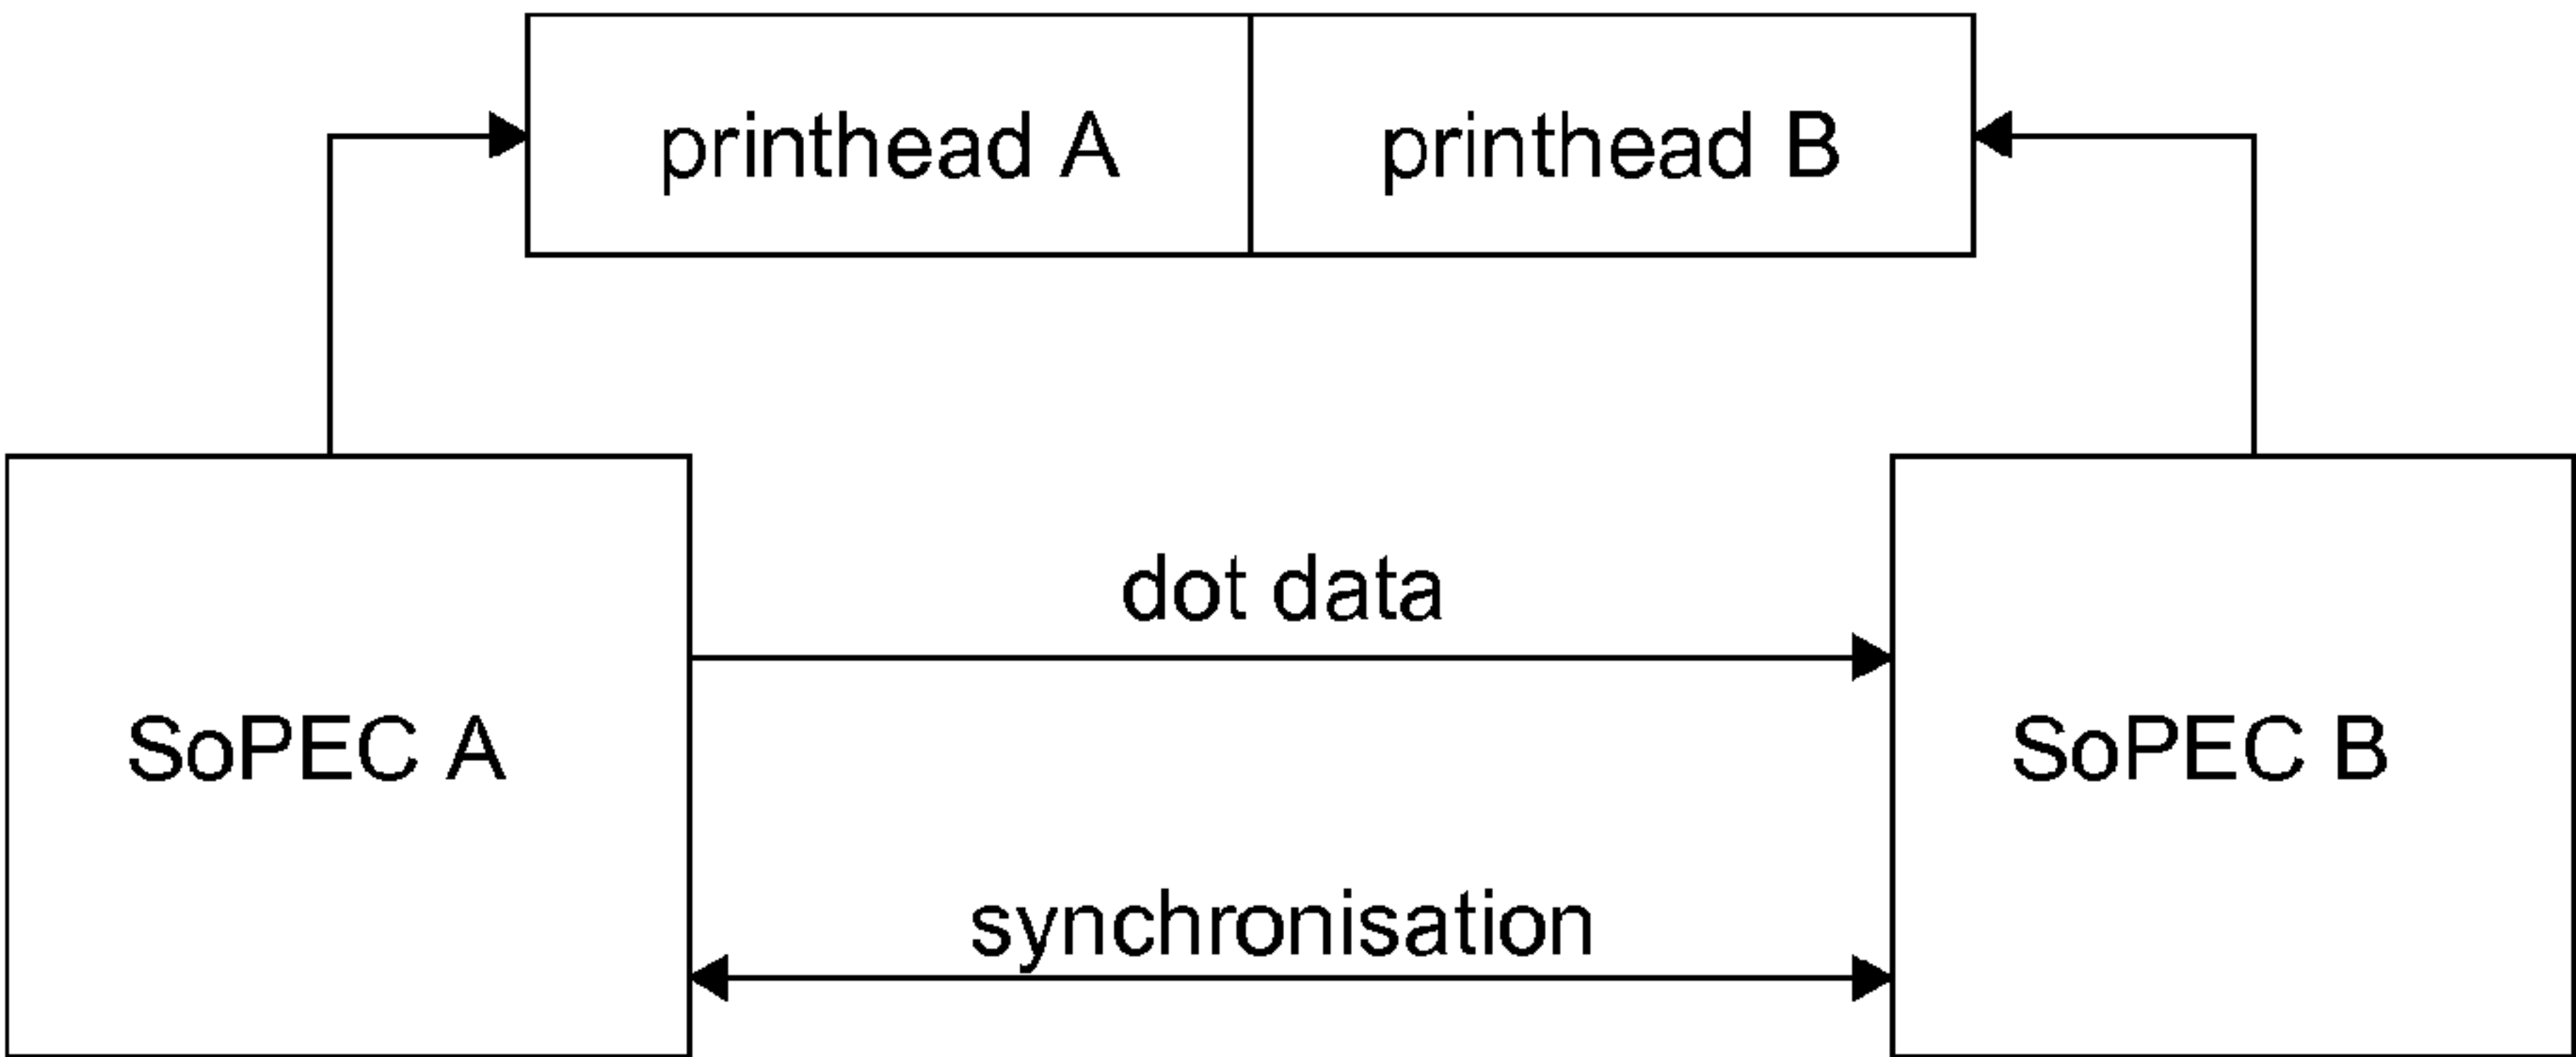 printhead A
printhead B
dot data
SoPEC A
SoPEC B
synchronisation